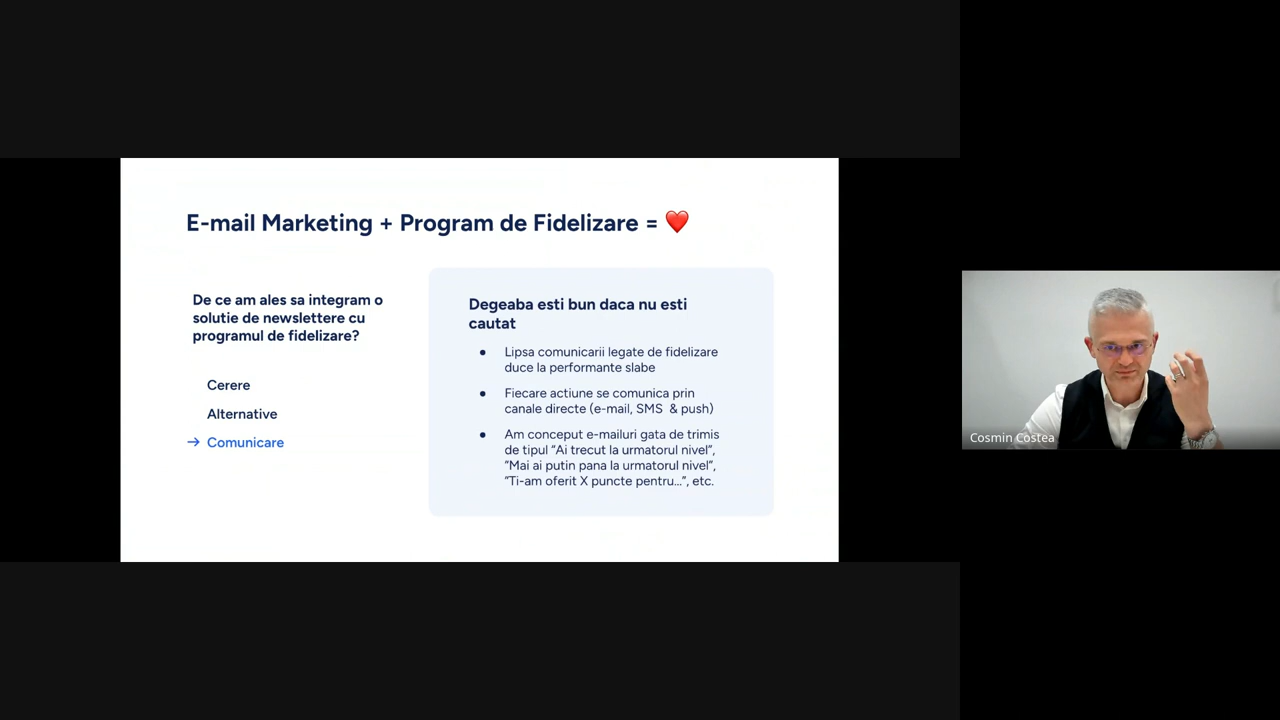 E-mail Marketing + Program de Fidelizare = ❤️
De ce am ales sa integram o
solutie de newslettere cu
programul de fidelizare?
Cerere
Alternative
→ Comunicare
Degeaba esti bun daca nu esti
cautat
● Lipsa comunicarii legate de fidelizare
duce la performante slabe
● Fiecare actiune se comunica prin
canale directe (e-mail, SMS & push)
● Am conceput e-mailuri gata de trimis
de tipul “Ai trecut la urmatorul nivel”,
“Mai ai putin pana la urmatorul nivel”,
“Ti-am oferit X puncte pentru...”, etc.
Cosmin Costea